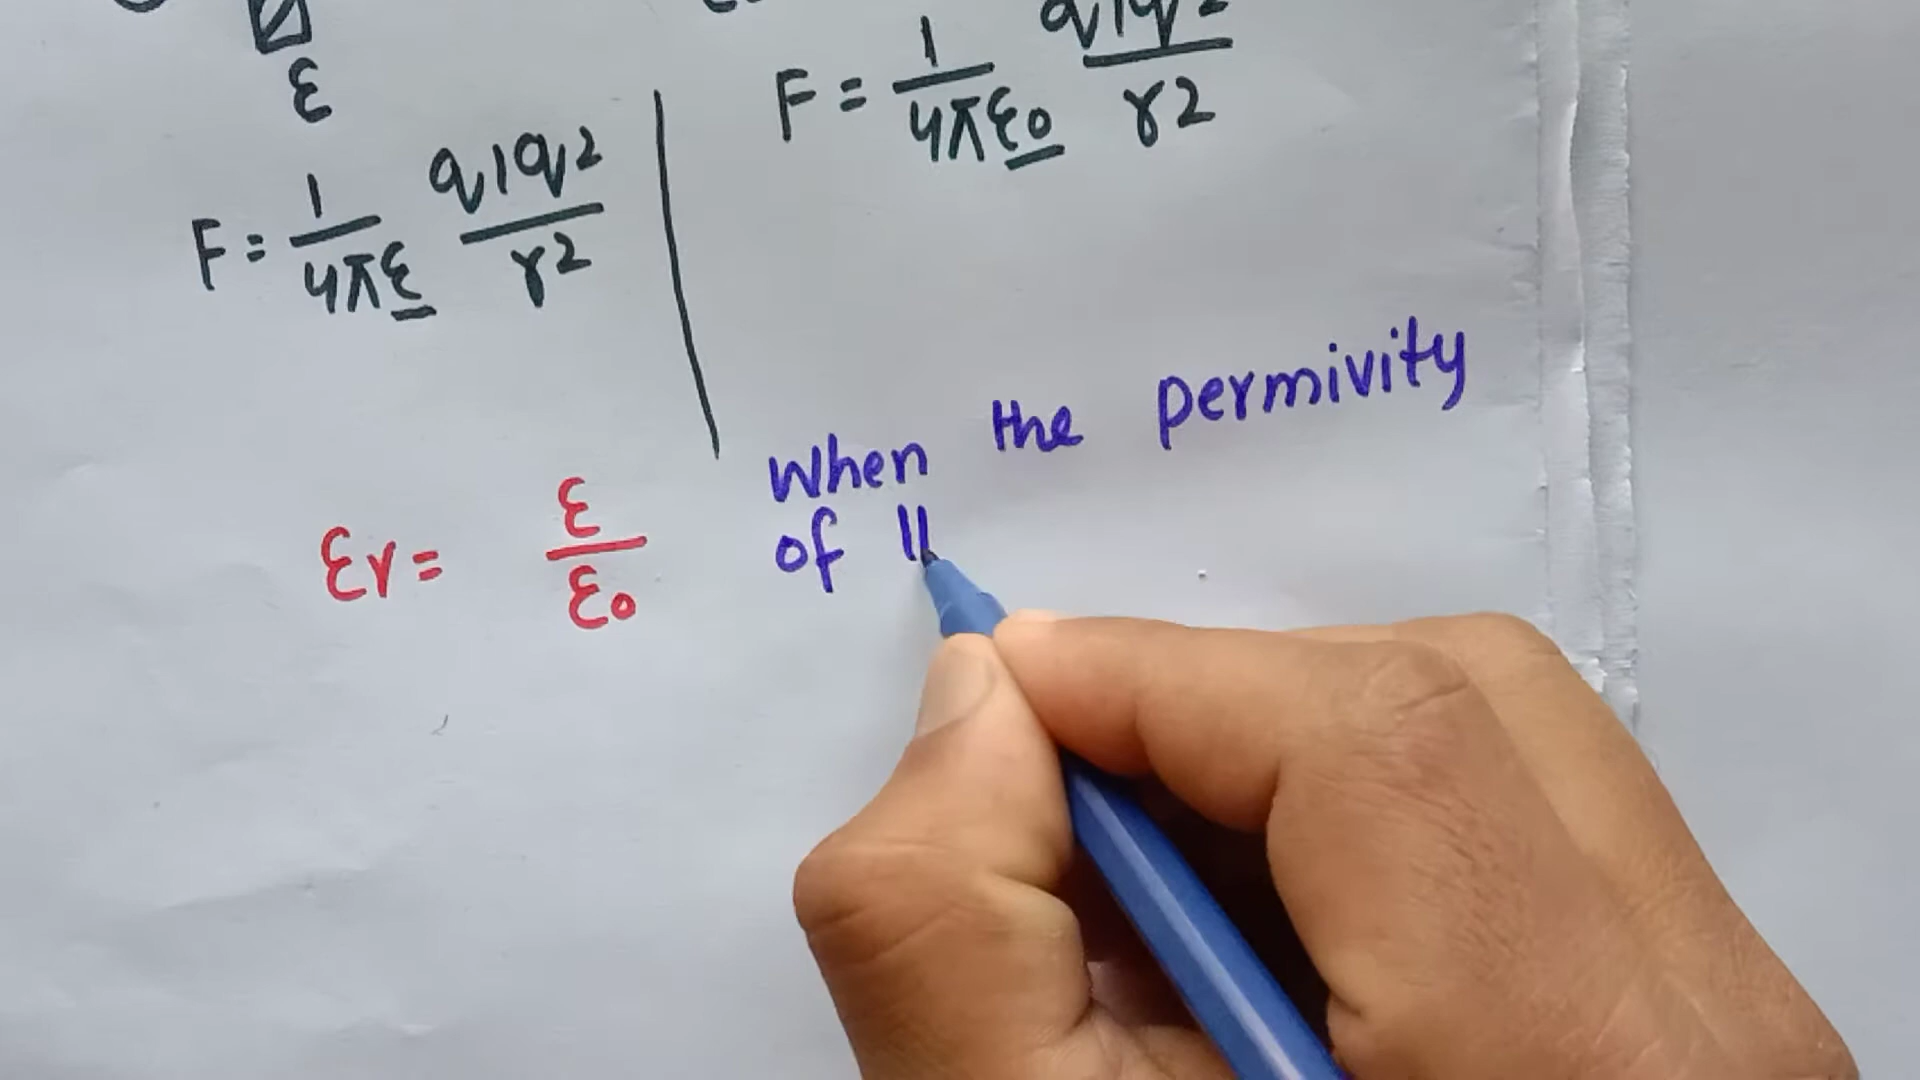 ε
F = 1/4πε q1q2/r2
F = 1/4πε0 q1q2/r2
εr = ε/ε0
When the permivity
of